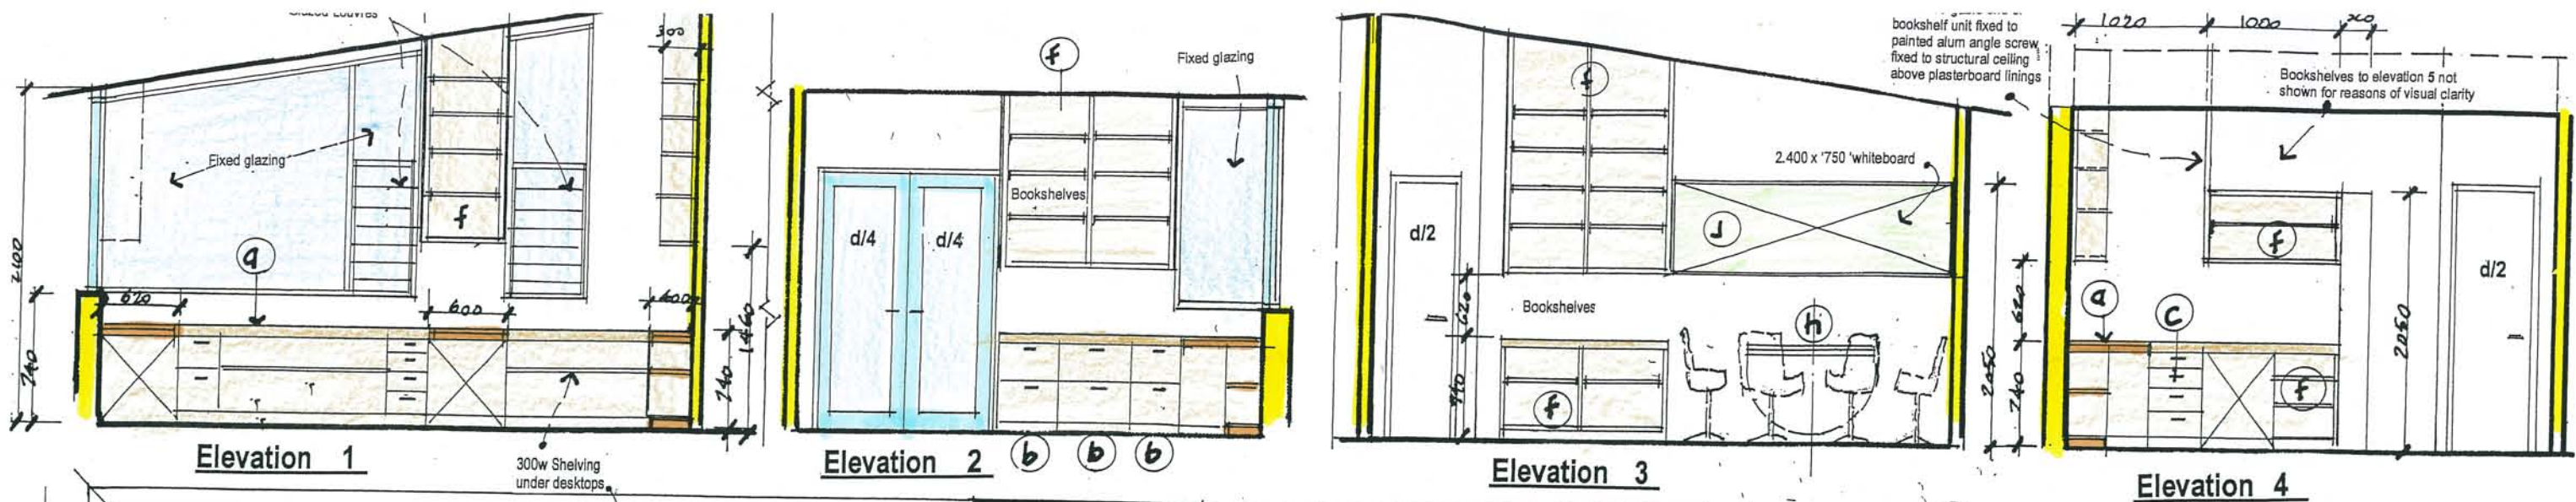 Glazed Louvres
300
Fixed glazing
f
a
2100
740
620
600
600
1460
740
Elevation 1
300w Shelving
under desktops
f
Fixed glazing
Bookshelves
d/4
d/4
Elevation 2
b
b
b
f
2.400 x '750 'whiteboard
J
d/2
Bookshelves
620
740
h
f
2050
Elevation 3
bookshelf unit fixed to
painted alum angle screw
fixed to structural ceiling
above plasterboard linings
1020
1000
Bookshelves to elevation 5 not
shown for reasons of visual clarity
f
d/2
a
c
620
740
f
2050
Elevation 4